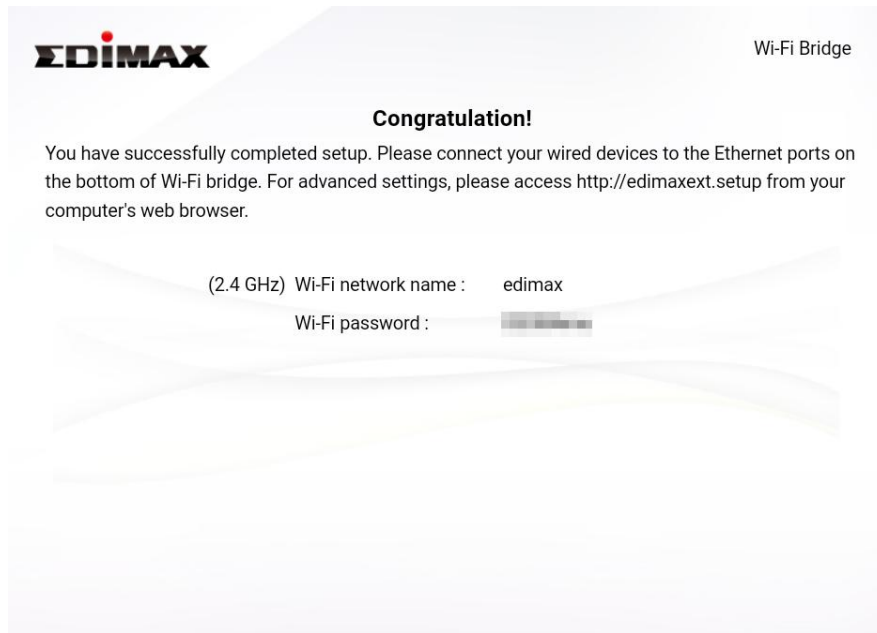 EDIMAX
Wi-Fi Bridge
Congratulation!
You have successfully completed setup. Please connect your wired devices to the Ethernet ports on
the bottom of Wi-Fi bridge. For advanced settings, please access http://edimaxext.setup from your
computer's web browser.
(2.4 GHz) Wi-Fi network name : edimax
Wi-Fi password :